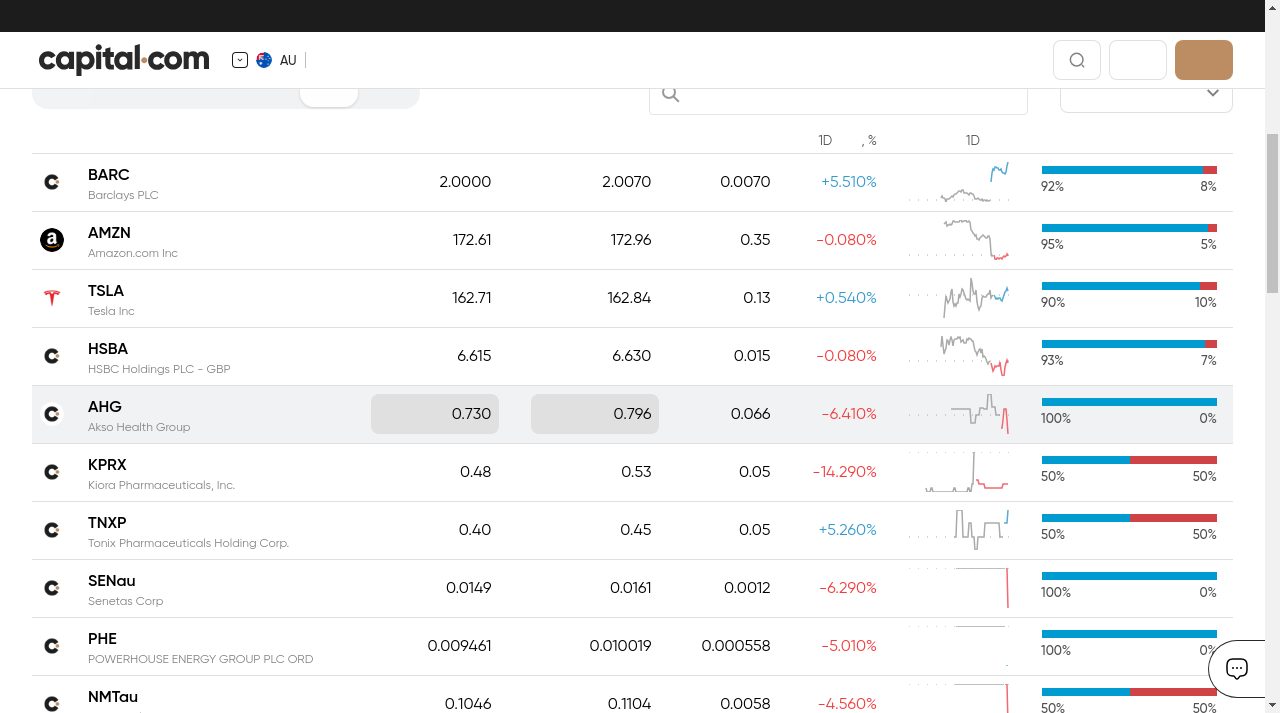 capital.com AU
1D , % 1D
BARC 2.0000 2.0070 0.0070 +5.510%
Barclays PLC 92% 8%
AMZN 172.61 172.96 0.35 -0.080%
Amazon.com Inc 95% 5%
TSLA 162.71 162.84 0.13 +0.540%
Tesla Inc 90% 10%
HSBA 6.615 6.630 0.015 -0.080%
HSBC Holdings PLC - GBP 93% 7%
AHG 0.730 0.796 0.066 -6.410%
Akso Health Group 100% 0%
KPRX 0.48 0.53 0.05 -14.290%
Kiora Pharmaceuticals, Inc. 50% 50%
TNXP 0.40 0.45 0.05 +5.260%
Tonix Pharmaceuticals Holding Corp. 50% 50%
SENau 0.0149 0.0161 0.0012 -6.290%
Senetas Corp 100% 0%
PHE 0.009461 0.010019 0.000558 -5.010%
POWERHOUSE ENERGY GROUP PLC ORD 100% 0%
NMTau 0.1046 0.1104 0.0058 -4.560%
50% 50%